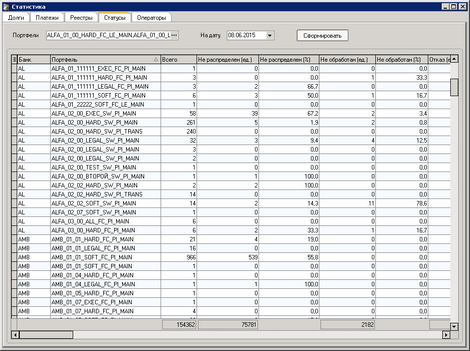 Статистика
Долги Платежи Реестры Статусы Операторы
Портфели ALFA_01_00_HARD_FC_LE_MAIN,ALFA_01_00_L ... На дату 08.06.2015 Сформировать
Банк Портфель Всего Не распределен (ед.) Не распределен (%) Не обработан (ед.) Не обработан (%) Отказ (ед
AL ALFA_01_111111_EXEC_FC_PI_MAIN 1 0 0,0 0 0,0
AL ALFA_01_111111_HARD_FC_PI_MAIN 3 0 0,0 1 33,3
AL ALFA_01_111111_LEGAL_FC_PI_MAIN 3 2 66,7 0 0,0
AL ALFA_01_111111_SOFT_FC_PI_MAIN 6 3 50,0 1 16,7
AL ALFA_01_22222_SOFT_FC_LE_MAIN 1 0 0,0 0 0,0
AL ALFA_02_00_EXEC_SW_PI_MAIN 58 39 67,2 2 3,4
AL ALFA_02_00_HARD_SW_PI_MAIN 261 5 1,9 2 0,8
AL ALFA_02_00_HARD_SW_PI_TRANS 240 0 0,0 0 0,0
AL ALFA_02_00_LEGAL_SW_PI_MAIN 32 3 9,4 4 12,5
AL ALFA_02_00_LEGAL_FC_PI_MAIN 3 0 0,0 0 0,0
AL ALFA_02_00_LEGAL_SW_PI_MAIN 2 0 0,0 0 0,0
AL ALFA_02_00_TEST_SW_PI_MAIN 1 0 0,0 0 0,0
AL ALFA_02_00_ВТОРОЙ_SW_PI_MAIN 1 1 100,0 0 0,0
AL ALFA_02_02_HARD_SW_PI_MAIN 2 2 100,0 0 0,0
AL ALFA_02_02_HARD_SW_PI_TRANS 14 0 0,0 0 0,0
AL ALFA_02_02_SOFT_SW_PI_MAIN 14 2 14,3 11 78,6
AL ALFA_02_07_SOFT_SW_PI_MAIN 1 0 0,0 0 0,0
AL ALFA_03_00_ALL_FC_PI_MAIN 6 0 0,0 0 0,0
AL ALFA_03_00_HARD_FC_PI_MAIN 6 2 33,3 1 16,7
AMB AMB_01_01_HARD_FC_PI_MAIN 21 4 19,0 0 0,0
AMB AMB_01_01_LEGAL_FC_PI_MAIN 16 0 0,0 0 0,0
AMB AMB_01_01_SOFT_FC_PI_MAIN 966 539 55,8 0 0,0
AMB AMB_01_04_HARD_FC_PI_MAIN 1 0 0,0 0 0,0
AMB AMB_01_04_LEGAL_FC_PI_MAIN 1 1 100,0 0 0,0
AMB AMB_01_05_HARD_FC_PI_MAIN 1 0 0,0 0 0,0
AMB AMB_01_07_EXEC_FC_PI_MAIN 1 0 0,0 0 0,0
AMB AMB_01_07_HARD_FC_PI_MAIN 4 0 0,0 0 0,0
154362 75781 2182